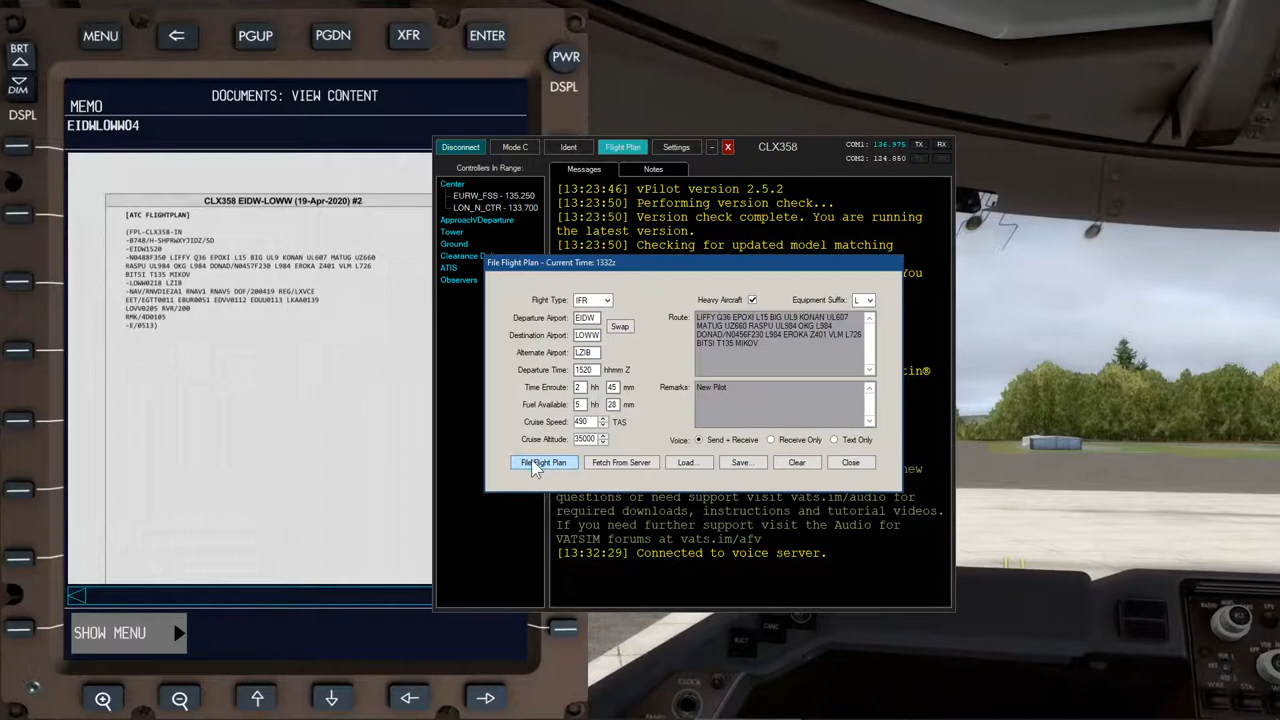 MENU
PGUP
PGDN
XFR
ENTER
BRT
DIM
DSPL
PWR
DSPL
DOCUMENTS: VIEW CONTENT
MEMO
EIDWLOWW04
CLX358 EIDW-LOWW (19-Apr-2020) #2
[ATC FLIGHTPLAN]
(FPL-CLX358-IN
-B748/H-SHPRWXYJIDZ/SD
-EIDW1520
-N0488F350 LIFFY Q36 EPOXI L15 BIG UL9 KONAN UL607 MATUG UZ660
RASPU UL984 OKG L984 DONAD/N0457F230 L984 EROKA Z401 VLM L726
BITSI T135 MIKOV
-LOWW0218 LZIB
-NAV/RNVD1E2A1 RNAV1 RNAV5 DOF/200419 REG/LXVCE
EET/EGTT0011 EBUR0051 EDVV0112 EDUU0113 LKAA0139
LOVV0205 RVR/200
RMK/4D0105
-E/0513)
SHOW MENU
Disconnect
Mode C
Ident
Flight Plan
Settings
–
X
CLX358
COM1: 136.975 TX RX
COM2: 124.850 TX RX
Controllers In Range:
Center
EURW_FSS - 135.250
LON_N_CTR - 133.700
Approach/Departure
Tower
Ground
Clearance De
ATIS
Observers
Messages
Notes
[13:23:46] vPilot version 2.5.2
[13:23:50] Performing version check...
[13:23:50] Version check complete. You are running
the latest version.
[13:23:50] Checking for updated model matching
you
tin®
new
questions or need support visit vats.im/audio for
required downloads, instructions and tutorial videos.
If you need further support visit the Audio for
VATSIM forums at vats.im/afv
[13:32:29] Connected to voice server.
File Flight Plan - Current Time: 1332z
Flight Type: IFR
Departure Airport: EIDW
Destination Airport: LOWW
Swap
Alternate Airport: LZIB
Departure Time: 1520 hhmm Z
Time Enroute: 2 hh 45 mm
Fuel Available: 5 hh 28 mm
Cruise Speed: 490 TAS
Cruise Altitude: 35000
Heavy Aircraft
Equipment Suffix: L
Route:
LIFFY Q36 EPOXI L15 BIG UL9 KONAN UL607
MATUG UZ660 RASPU UL984 OKG L984
DONAD/N0456F230 L984 EROKA Z401 VLM L726
BITSI T135 MIKOV
Remarks: New Pilot
Voice: Send + Receive Receive Only Text Only
File Flight Plan
Fetch From Server
Load...
Save...
Clear
Close
CLOCK